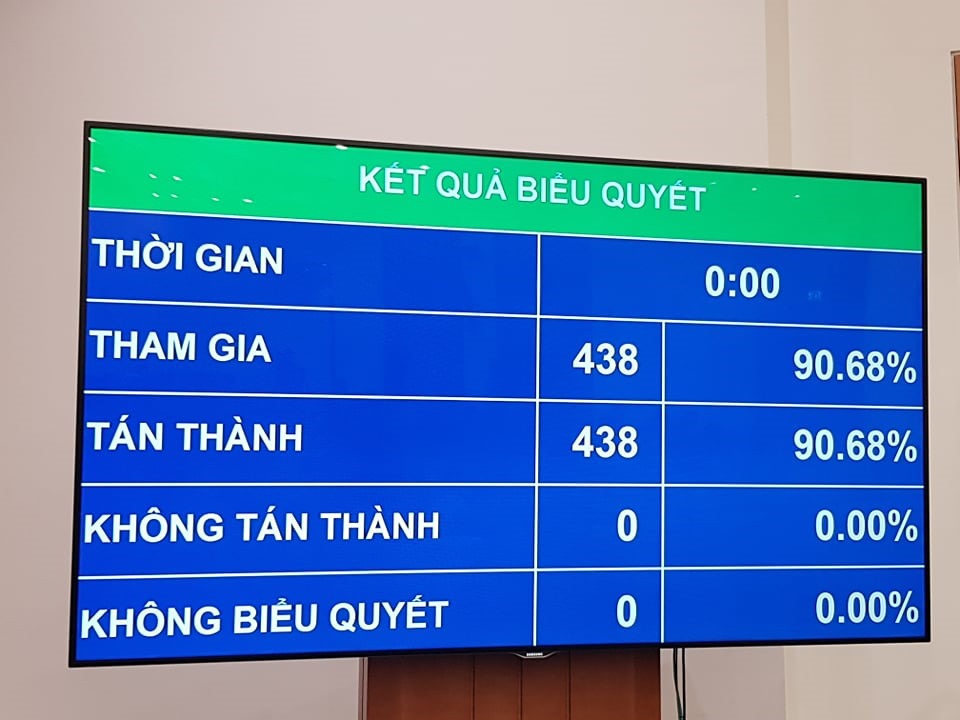 KẾT QUẢ BIỂU QUYẾT
THỜI GIAN 0:00
THAM GIA 438 90.68%
TÁN THÀNH 438 90.68%
KHÔNG TÁN THÀNH 0 0.00%
KHÔNG BIỂU QUYẾT 0 0.00%
SAMSUNG